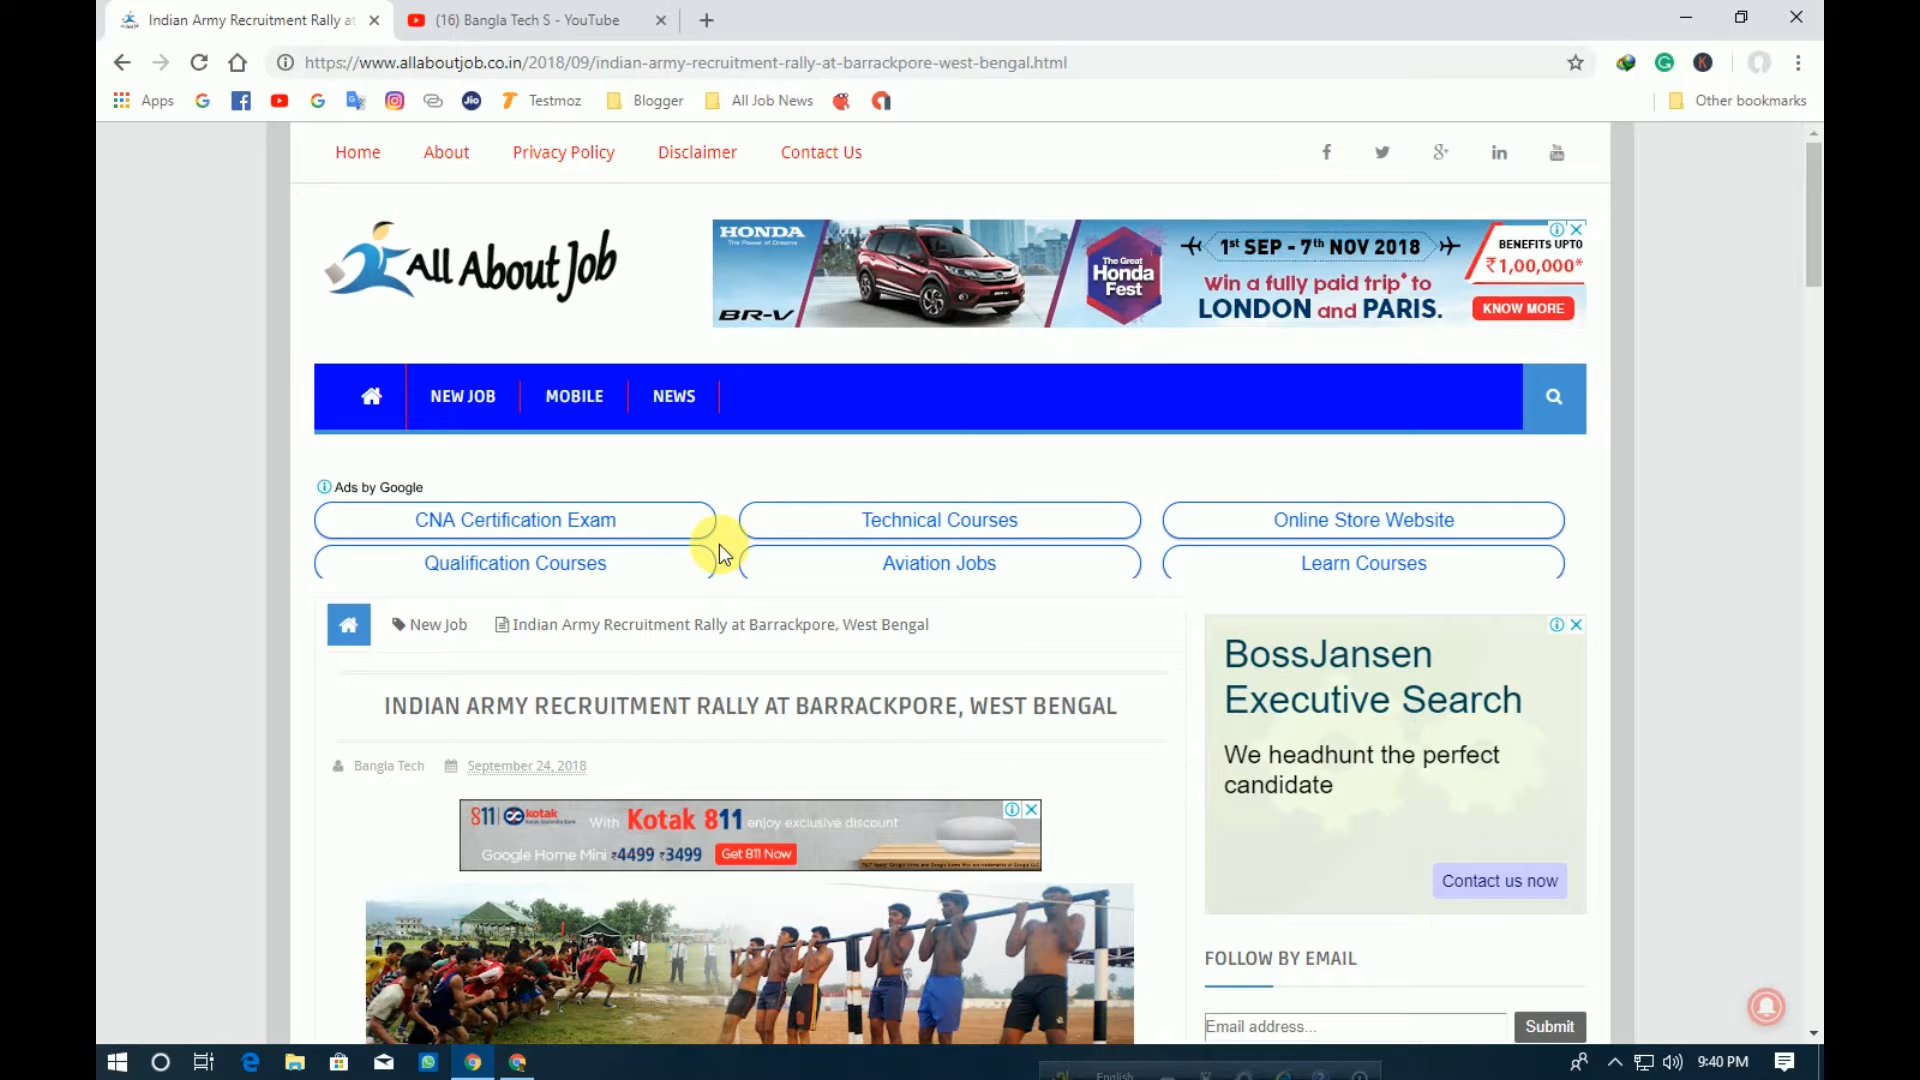 Indian Army Recruitment Rally at
(16) Bangla Tech S - YouTube
https://www.allaboutjob.co.in/2018/09/indian-army-recruitment-rally-at-barrackpore-west-bengal.html
Apps
Jio
Testmoz
Blogger
All Job News
Other bookmarks
Home About Privacy Policy Disclaimer Contact Us
All About Job
HONDA
The Power of Dreams
BR-V
The Great
Honda
Fest
1st SEP - 7th NOV 2018
Win a fully paid trip* to
LONDON and PARIS.
BENEFITS UPTO
₹1,00,000*
KNOW MORE
NEW JOB MOBILE NEWS
Ads by Google
CNA Certification Exam Technical Courses Online Store Website
Qualification Courses Aviation Jobs Learn Courses
New Job Indian Army Recruitment Rally at Barrackpore, West Bengal
INDIAN ARMY RECRUITMENT RALLY AT BARRACKPORE, WEST BENGAL
Bangla Tech September 24, 2018
811 kotak
With Kotak 811 enjoy exclusive discount
Google Home Mini ₹4499 ₹3499 Get 811 Now
BossJansen
Executive Search
We headhunt the perfect
candidate
Contact us now
FOLLOW BY EMAIL
Email address... Submit
English
9:40 PM